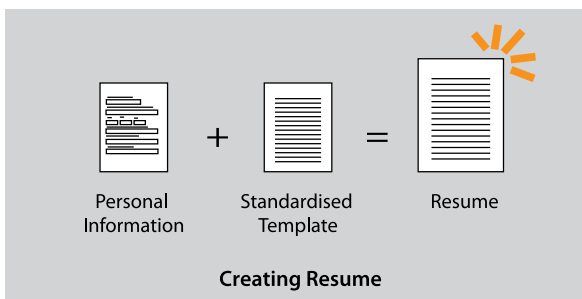 +
=
Personal
Information
Standardised
Template
Resume
Creating Resume